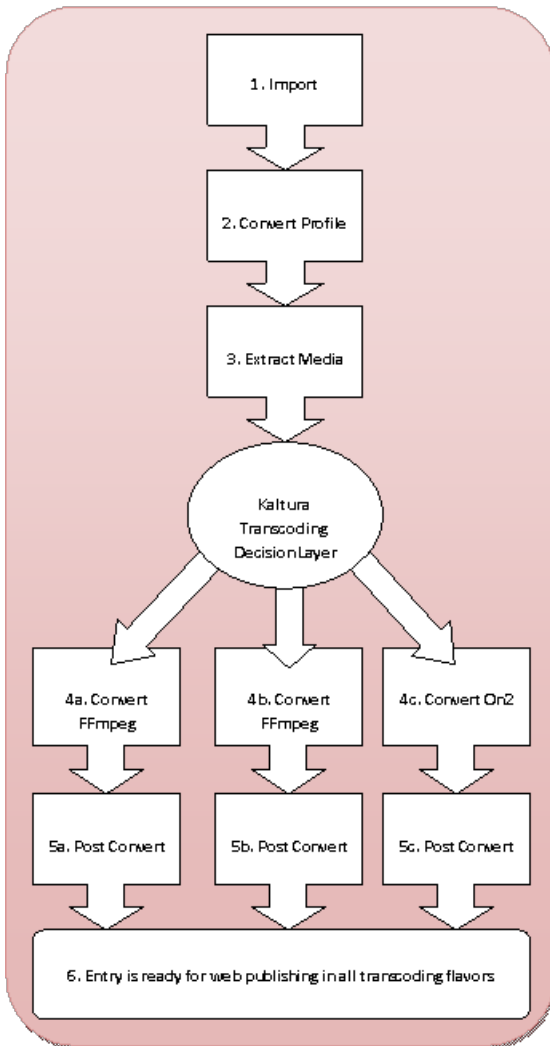 1. Import
2. Convert Profile
3. Extract Media
Kaltura
Transcoding
Decision Layer
4a. Convert
FFmpeg
4b. Convert
FFmpeg
4c. Convert On2
5a. Post Convert
5b. Post Convert
5c. Post Convert
6. Entry is ready for web publishing in all transcoding flavors